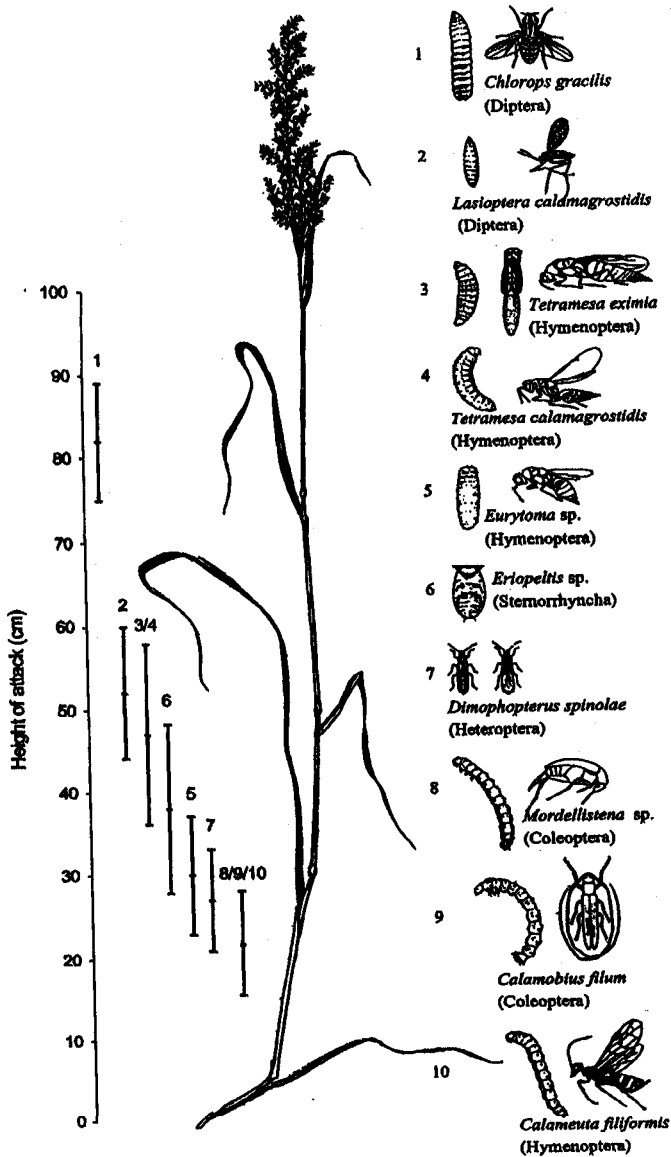 1
Chlorops gracilis
(Diptera)
2
Lasioptera calamagrostidis
(Diptera)
3
Tetramesa eximia
(Hymenoptera)
4
Tetramesa calamagrostidis
(Hymenoptera)
5
Eurytoma sp.
(Hymenoptera)
6
Eriopeltis sp.
(Sternorrhyncha)
7
Dimophopterus spinolae
(Heteroptera)
8
Mordellistena sp.
(Coleoptera)
9
Calamobius filum
(Coleoptera)
10
Calameuta filiformis
(Hymenoptera)
Height of attack (cm)
100
90
80
70
60
50
40
30
20
10
0
1
2
3/4
6
5
7
8/9/10